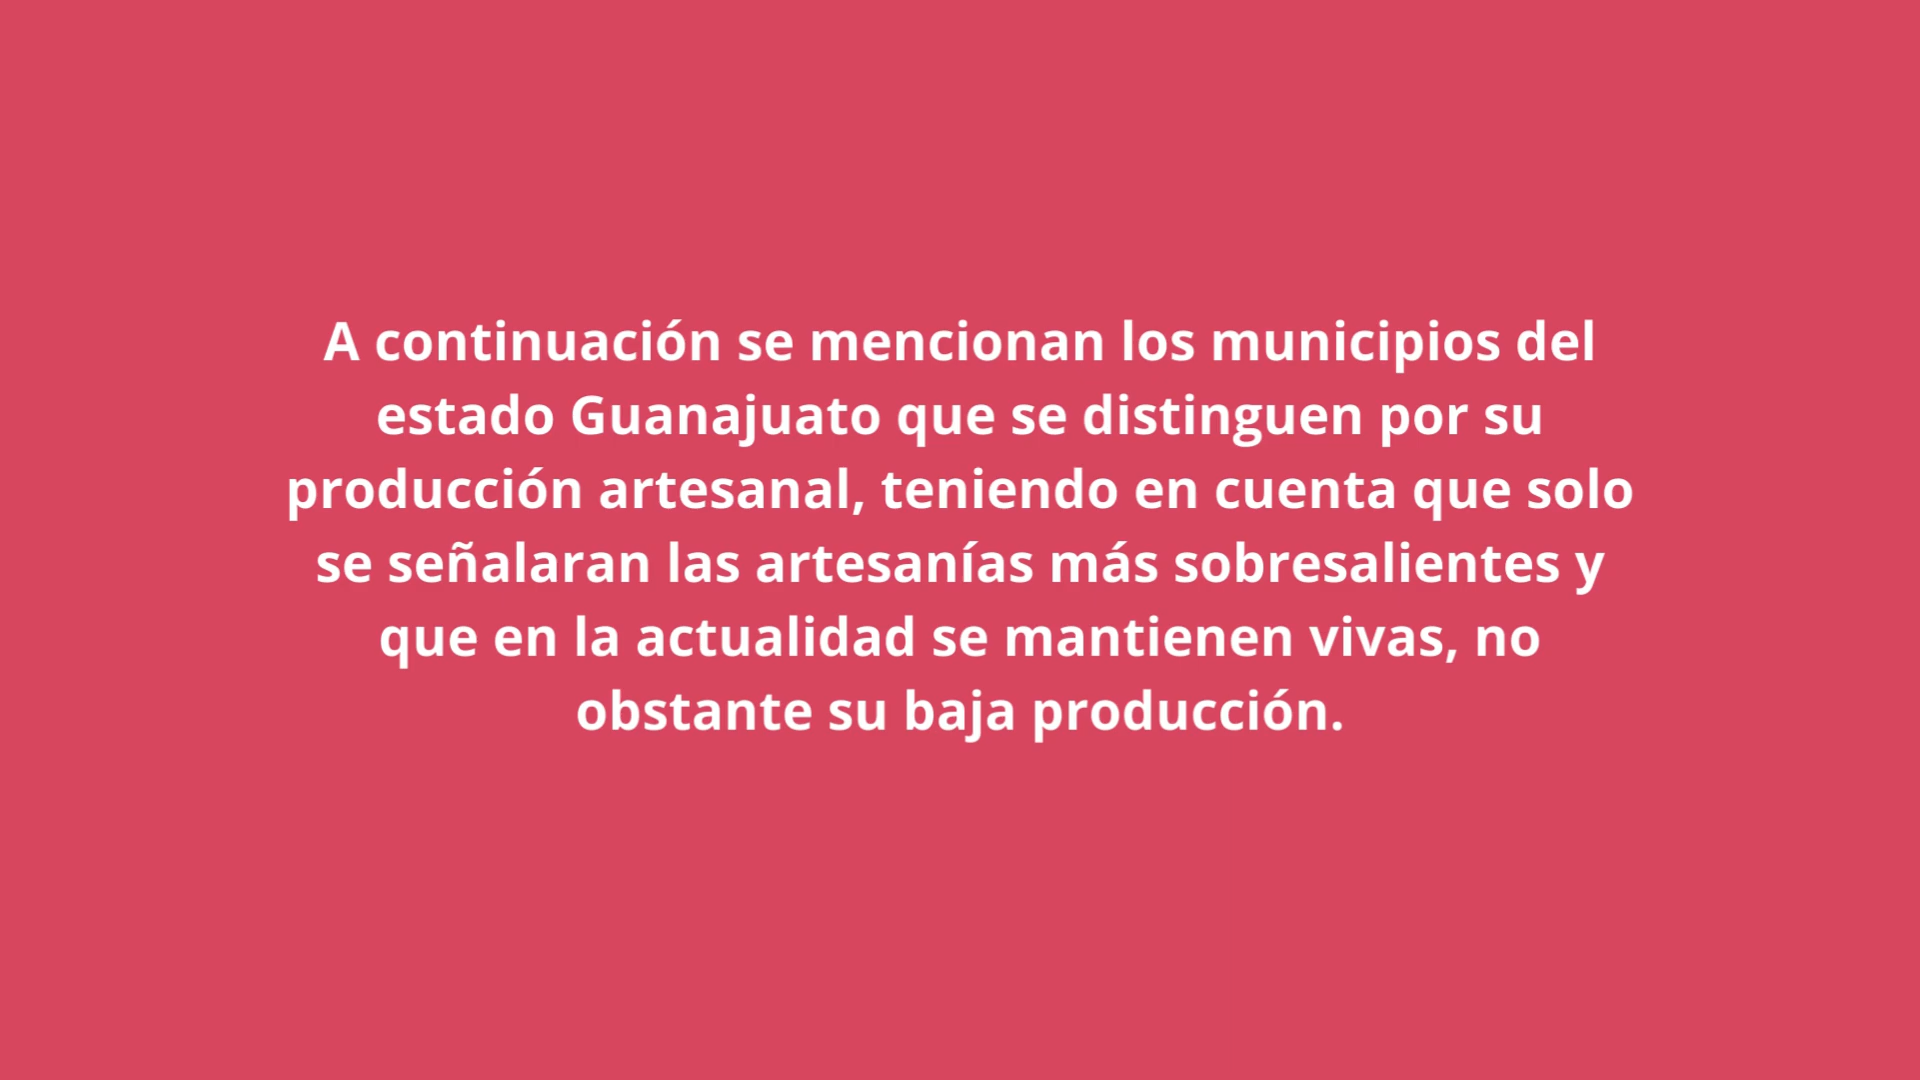 A continuación se mencionan los municipios del
estado Guanajuato que se distinguen por su
producción artesanal, teniendo en cuenta que solo
se señalaran las artesanías más sobresalientes y
que en la actualidad se mantienen vivas, no
obstante su baja producción.